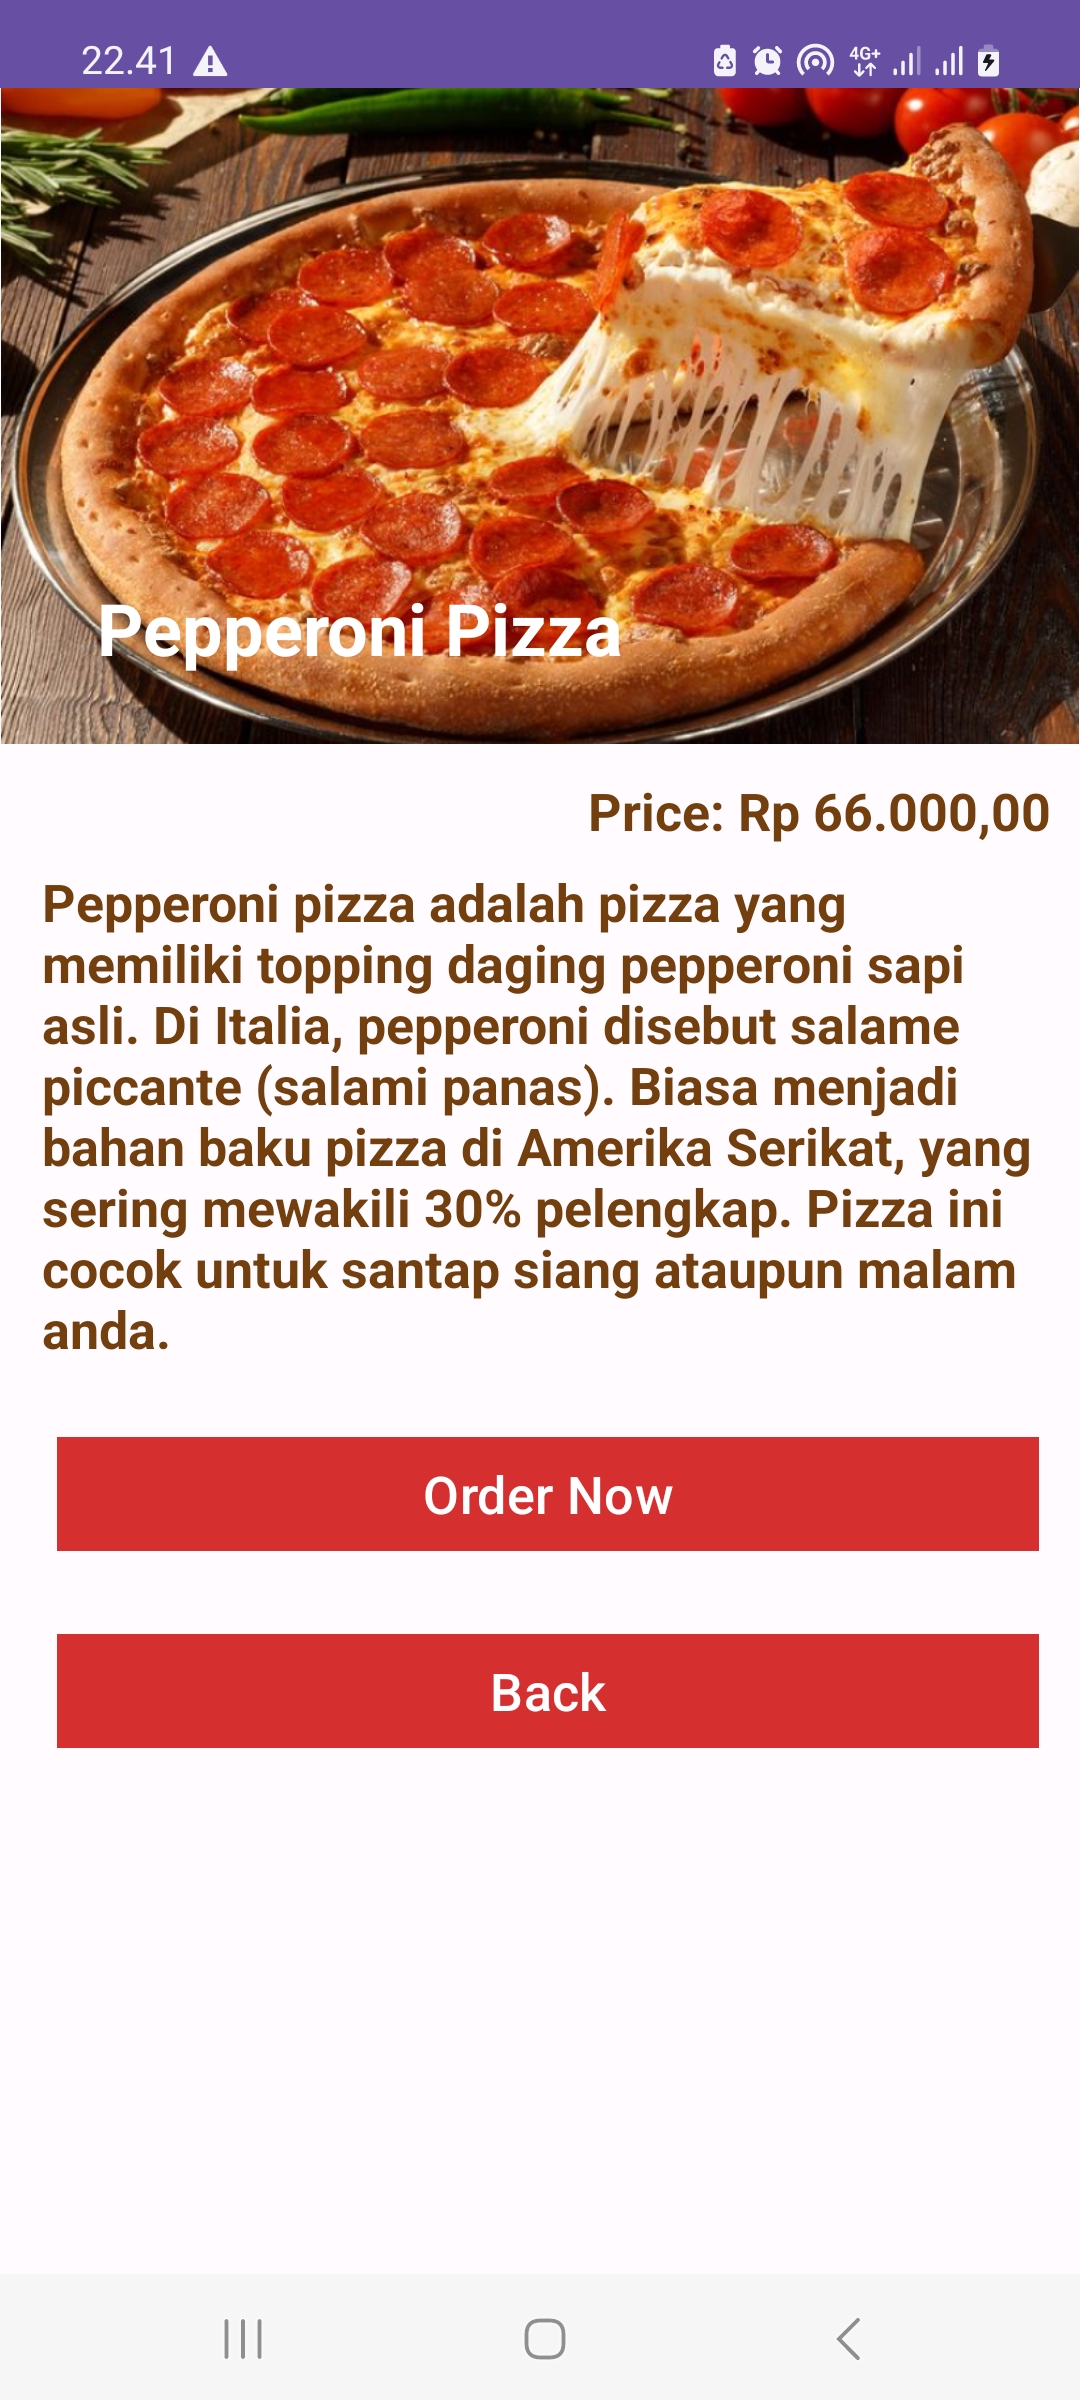 22.41
4G+
Pepperoni Pizza
Price: Rp 66.000,00
Pepperoni pizza adalah pizza yang
memiliki topping daging pepperoni sapi
asli. Di Italia, pepperoni disebut salame
piccante (salami panas). Biasa menjadi
bahan baku pizza di Amerika Serikat, yang
sering mewakili 30% pelengkap. Pizza ini
cocok untuk santap siang ataupun malam
anda.
Order Now
Back